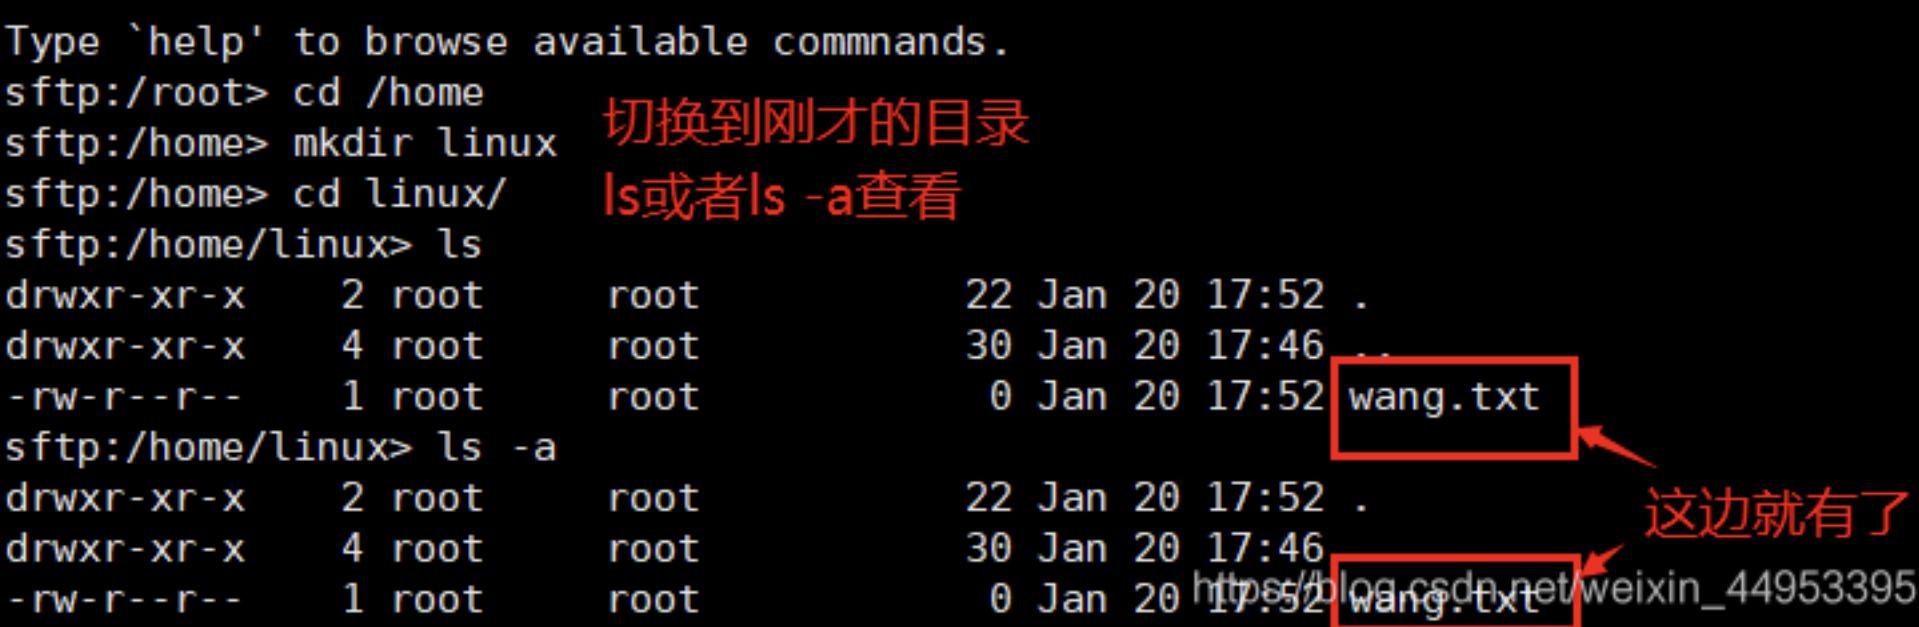 Type `help' to browse available commnands.
sftp:/root> cd /home
切换到刚才的目录
sftp:/home> mkdir linux
sftp:/home> cd linux/
ls或者ls -a查看
sftp:/home/linux> ls
drwxr-xr-x    2 root     root           22 Jan 20 17:52 .
drwxr-xr-x    4 root     root           30 Jan 20 17:46 ..
-rw-r--r--    1 root     root            0 Jan 20 17:52 wang.txt
sftp:/home/linux> ls -a
drwxr-xr-x    2 root     root           22 Jan 20 17:52 .
这边就有了
drwxr-xr-x    4 root     root           30 Jan 20 17:46
-rw-r--r--    1 root     root            0 Jan 20 17:52 wang.txt
https://blog.csdn.net/weixin_44953395